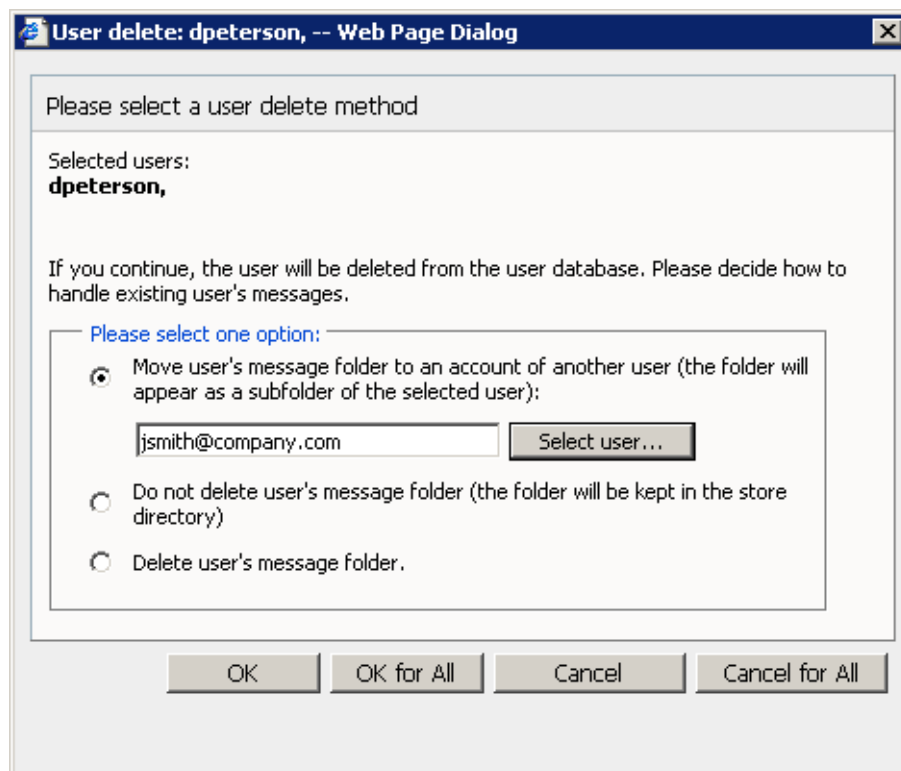 User delete: dpeterson, -- Web Page Dialog
Please select a user delete method
Selected users:
dpeterson,
If you continue, the user will be deleted from the user database. Please decide how to
handle existing user's messages.
Please select one option:
Move user's message folder to an account of another user (the folder will
appear as a subfolder of the selected user):
jsmith@company.com
Select user...
Do not delete user's message folder (the folder will be kept in the store
directory)
Delete user's message folder.
OK
OK for All
Cancel
Cancel for All